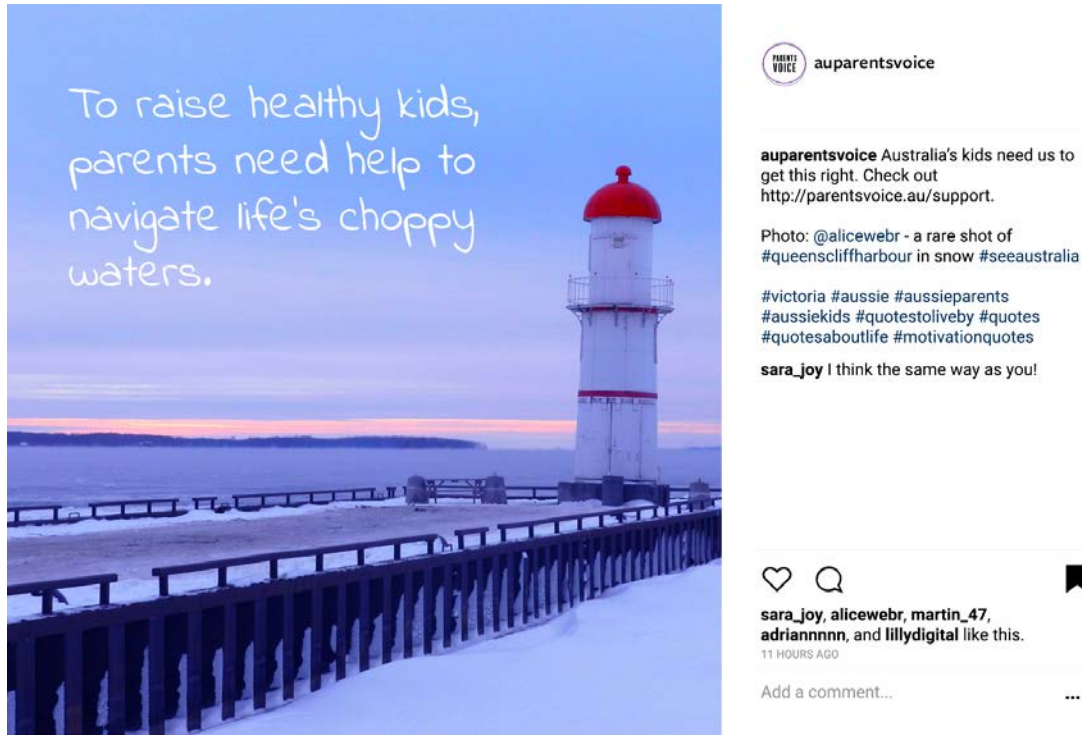 To raise healthy kids,
parents need help to
navigate life's choppy
waters.
PARENTS
VOICE
auparentsvoice
auparentsvoice Australia's kids need us to
get this right. Check out
http://parentsvoice.au/support.
Photo: @alicewebr - a rare shot of
#queenscliffharbour in snow #seeaustralia
#victoria #aussie #aussieparents
#aussiekids #quotestoliveby #quotes
#quotesaboutlife #motivationquotes
sara_joy I think the same way as you!
sara_joy, alicewebr, martin_47,
adriannnnn, and lillydigital like this.
11 HOURS AGO
Add a comment...